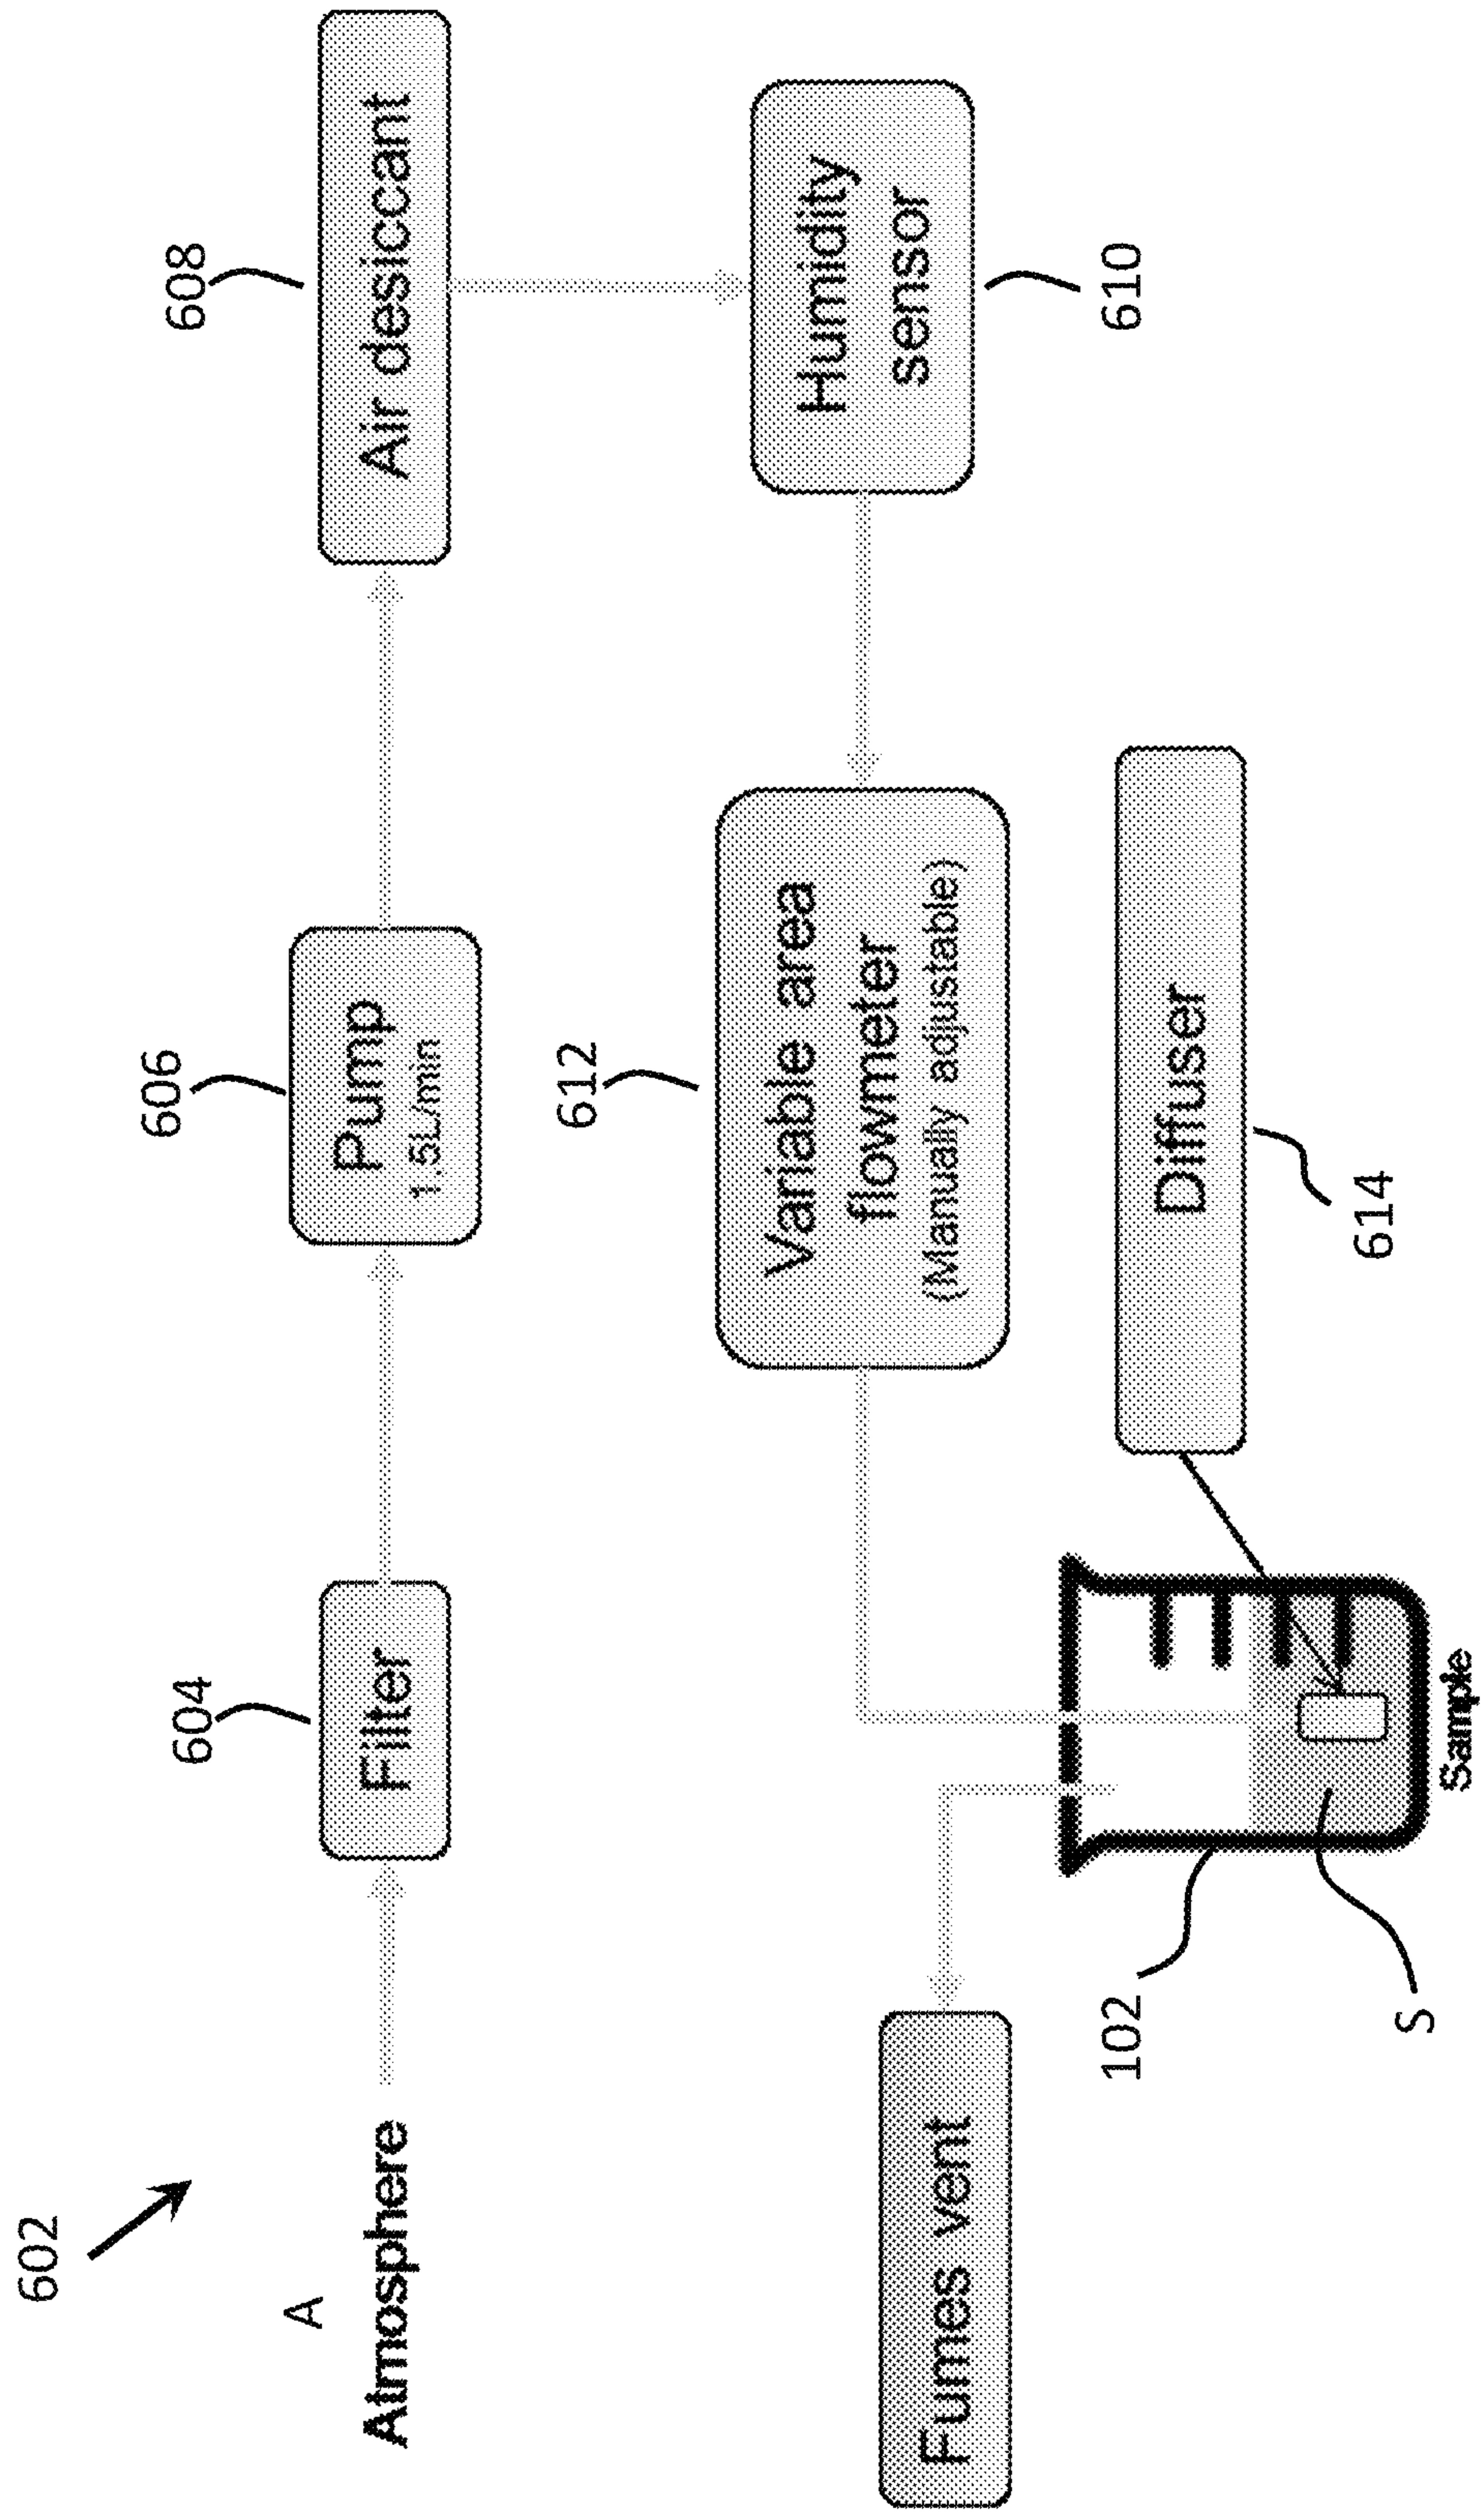 602
A
Atmosphere
604
Filter
606
Pump
1.5L/min
608
Air desiccant
Humidity
sensor
610
612
Variable area
flowmeter
(Manually adjustable)
Diffuser
614
Fumes vent
102
S
Sample